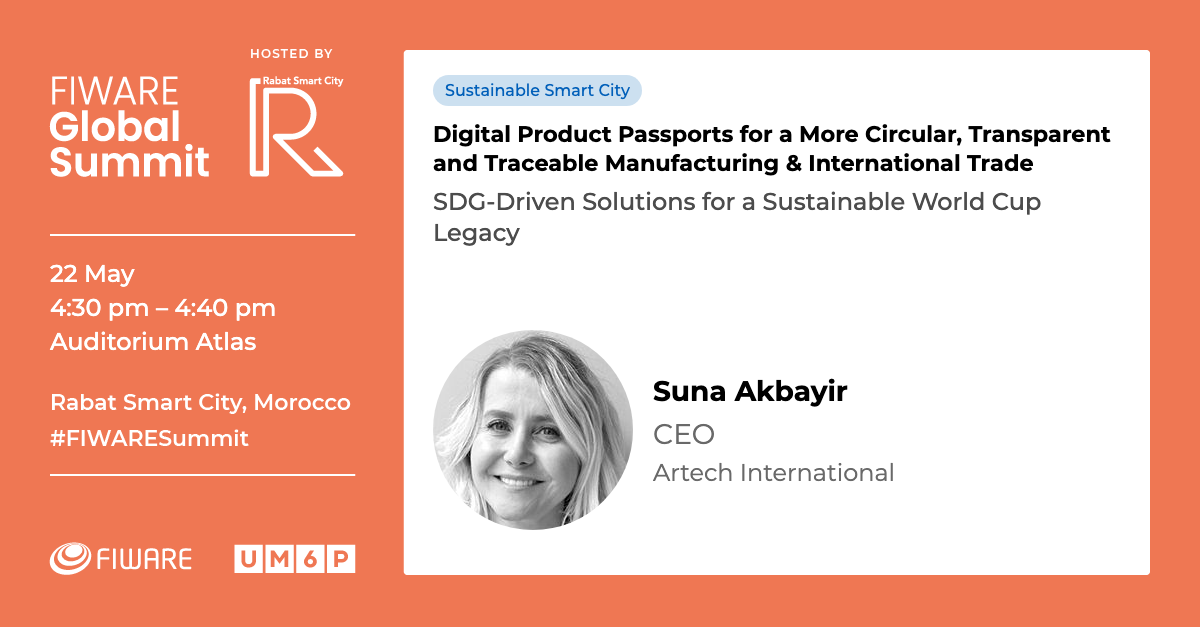 HOSTED BY
FIWARE
Global
Summit
Rabat Smart City
R
22 May
4:30 pm – 4:40 pm
Auditorium Atlas
Rabat Smart City, Morocco
#FIWARESummit
FIWARE
UM6P
Sustainable Smart City
Digital Product Passports for a More Circular, Transparent
and Traceable Manufacturing & International Trade
SDG-Driven Solutions for a Sustainable World Cup
Legacy
Suna Akbayir
CEO
Artech International